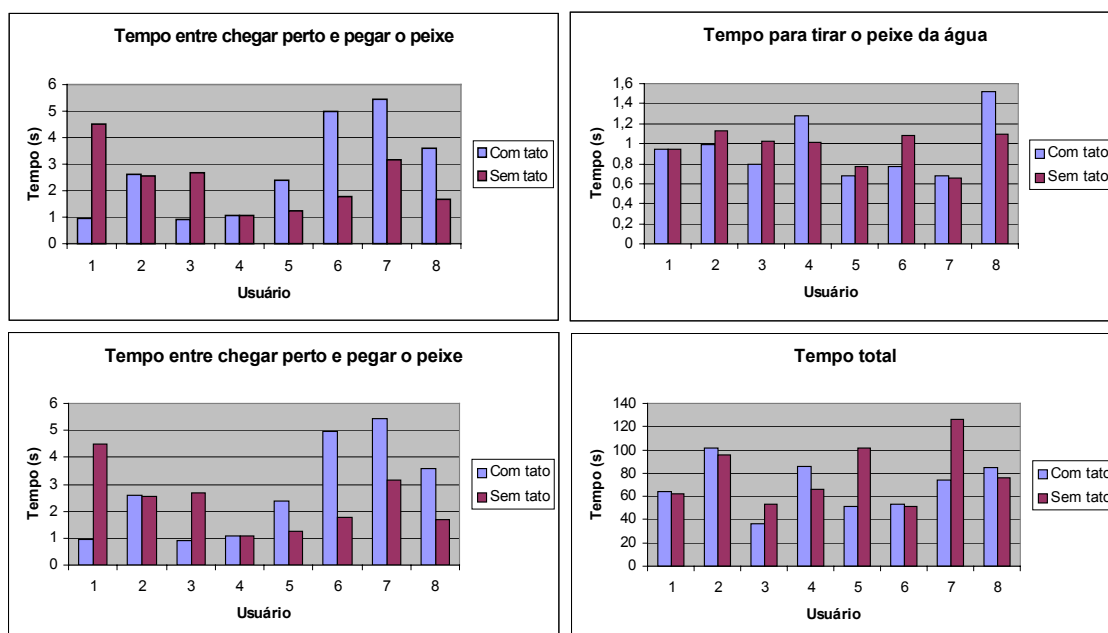 Tempo entre chegar perto e pegar o peixe
6
5
4
3
2
1
0
Tempo (s)
1 2 3 4 5 6 7 8
Usuário
Com tato
Sem tato
Tempo para tirar o peixe da água
1,6
1,4
1,2
1
0,8
0,6
0,4
0,2
0
Tempo (s)
1 2 3 4 5 6 7 8
Usuário
Com tato
Sem tato
Tempo entre chegar perto e pegar o peixe
6
5
4
3
2
1
0
Tempo (s)
1 2 3 4 5 6 7 8
Usuário
Com tato
Sem tato
Tempo total
140
120
100
80
60
40
20
0
Tempo (s)
1 2 3 4 5 6 7 8
Usuário
Com tato
Sem tato